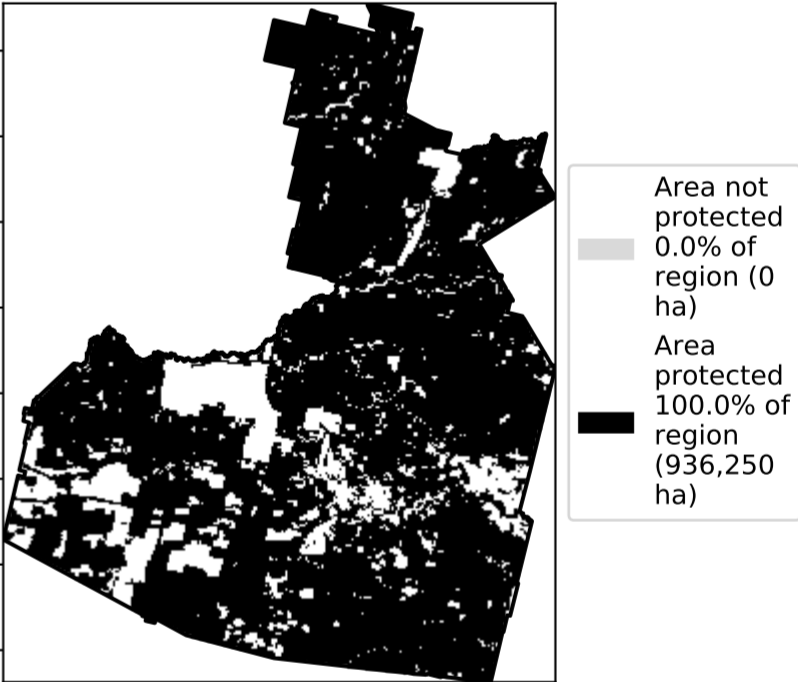 Area not
protected
0.0% of
region (0
ha)
Area
protected
100.0% of
region
(936,250
ha)